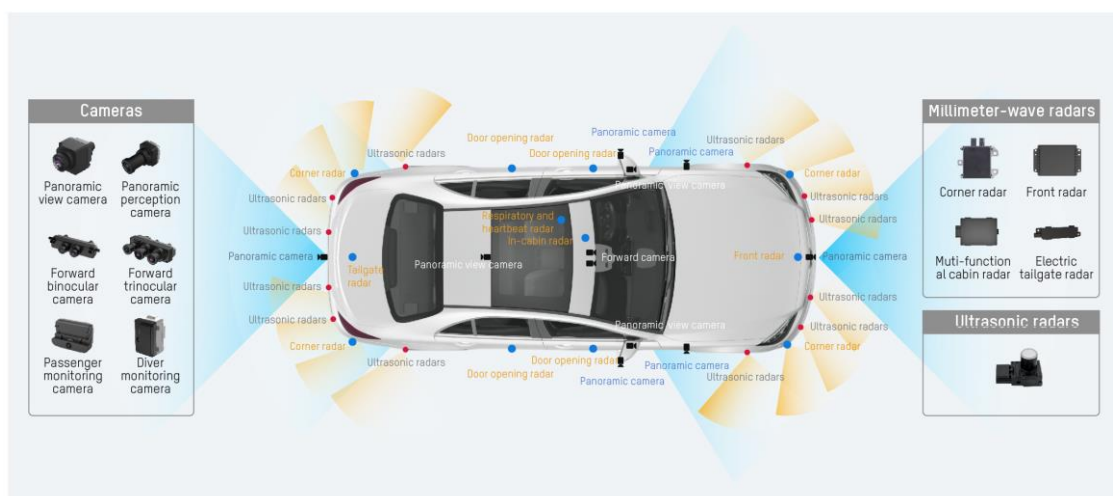 Cameras
Panoramic
view camera
Panoramic
perception
camera
Forward
binocular
camera
Forward
trinocular
camera
Passenger
monitoring
camera
Diver
monitoring
camera
Door opening radar
Door opening radar
Panoramic camera
Panoramic camera
Ultrasonic radars
Ultrasonic radars
Corner radar
Corner radar
Panoramic view camera
Ultrasonic radars
Ultrasonic radars
Ultrasonic radars
Ultrasonic radars
Respiratory and
heartbeat radar
In-cabin radar
Panoramic camera
Tailgate
radar
Panoramic view camera
Forward camera
Front radar
Panoramic camera
Ultrasonic radars
Ultrasonic radars
Ultrasonic radars
Ultrasonic radars
Panoramic view camera
Corner radar
Corner radar
Ultrasonic radars
Door opening radar
Door opening radar
Panoramic camera
Panoramic camera
Ultrasonic radars
Millimeter-wave radars
Corner radar
Front radar
Muti-function
al cabin radar
Electric
tailgate radar
Ultrasonic radars